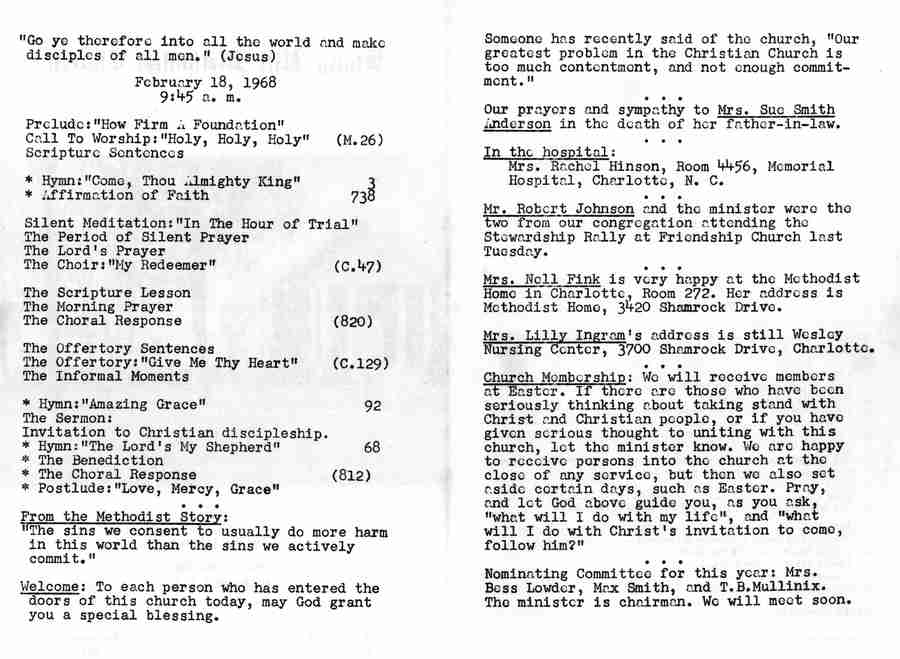 "Go ye therefore into all the world and make
disciples of all men." (Jesus)
February 18, 1968
9:45 a. m.
Prelude:"How Firm A Foundation"
Call To Worship:"Holy, Holy, Holy" (M.26)
Scripture Sentences
* Hymn:"Come, Thou Almighty King" 3
* Affirmation of Faith 738
Silent Meditation:"In The Hour of Trial"
The Period of Silent Prayer
The Lord's Prayer
The Choir:"My Redeemer" (C.47)
The Scripture Lesson
The Morning Prayer
The Choral Response (820)
The Offertory Sentences
The Offertory:"Give Me Thy Heart" (C.129)
The Informal Moments
* Hymn:"Amazing Grace" 92
The Sermon:
Invitation to Christian discipleship.
* Hymn:"The Lord's My Shepherd" 68
* The Benediction
* The Choral Response (812)
* Postlude:"Love, Mercy, Grace"
. . .
From the Methodist Story:
"The sins we consent to usually do more harm
in this world than the sins we actively
commit."
Welcome: To each person who has entered the
doors of this church today, may God grant
you a special blessing.
Someone has recently said of the church, "Our
greatest problem in the Christian Church is
too much contentment, and not enough commit-
ment."
. . .
Our prayers and sympathy to Mrs. Sue Smith
Anderson in the death of her father-in-law.
. . .
In the hospital:
Mrs. Rachel Hinson, Room 4456, Memorial
Hospital, Charlotte, N. C.
. . .
Mr. Robert Johnson and the minister were the
two from our congregation attending the
Stewardship Rally at Friendship Church last
Tuesday.
. . .
Mrs. Nell Fink is very happy at the Methodist
Home in Charlotte, Room 272. Her address is
Methodist Home, 3420 Shamrock Drive.
. . .
Mrs. Lilly Ingram's address is still Wesley
Nursing Center, 3700 Shamrock Drive, Charlotte.
. . .
Church Membership: We will receive members
at Easter. If there are those who have been
seriously thinking about taking stand with
Christ and Christian people, or if you have
given serious thought to uniting with this
church, let the minister know. We are happy
to receive persons into the church at the
close of any service, but then we also set
aside certain days, such as Easter. Pray,
and let God above guide you, as you ask,
"what will I do with my life", and "what
will I do with Christ's invitation to come,
follow him?"
. . .
Nominating Committee for this year: Mrs.
Bess Lowder, Max Smith, and T.B.Mullinix.
The minister is chairman. We will meet soon.